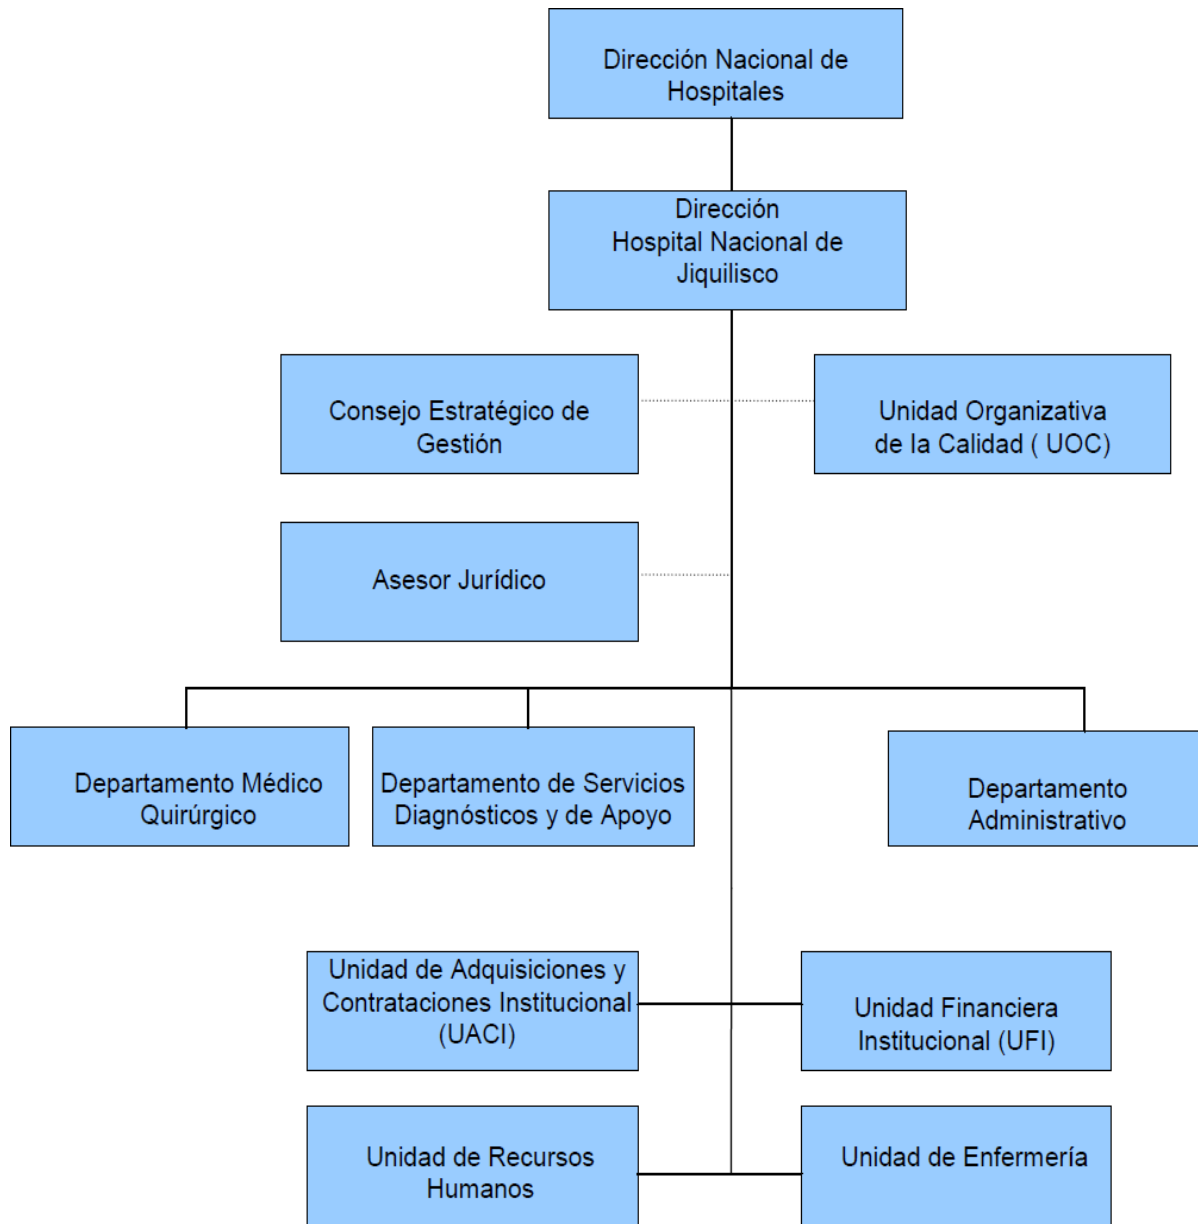 Dirección Nacional de
Hospitales
Dirección
Hospital Nacional de
Jiquilisco
Consejo Estratégico de
Gestión
Unidad Organizativa
de la Calidad ( UOC)
Asesor Jurídico
Departamento Médico
Quirúrgico
Departamento de Servicios
Diagnósticos y de Apoyo
Departamento
Administrativo
Unidad de Adquisiciones y
Contrataciones Institucional
(UACI)
Unidad Financiera
Institucional (UFI)
Unidad de Recursos
Humanos
Unidad de Enfermería